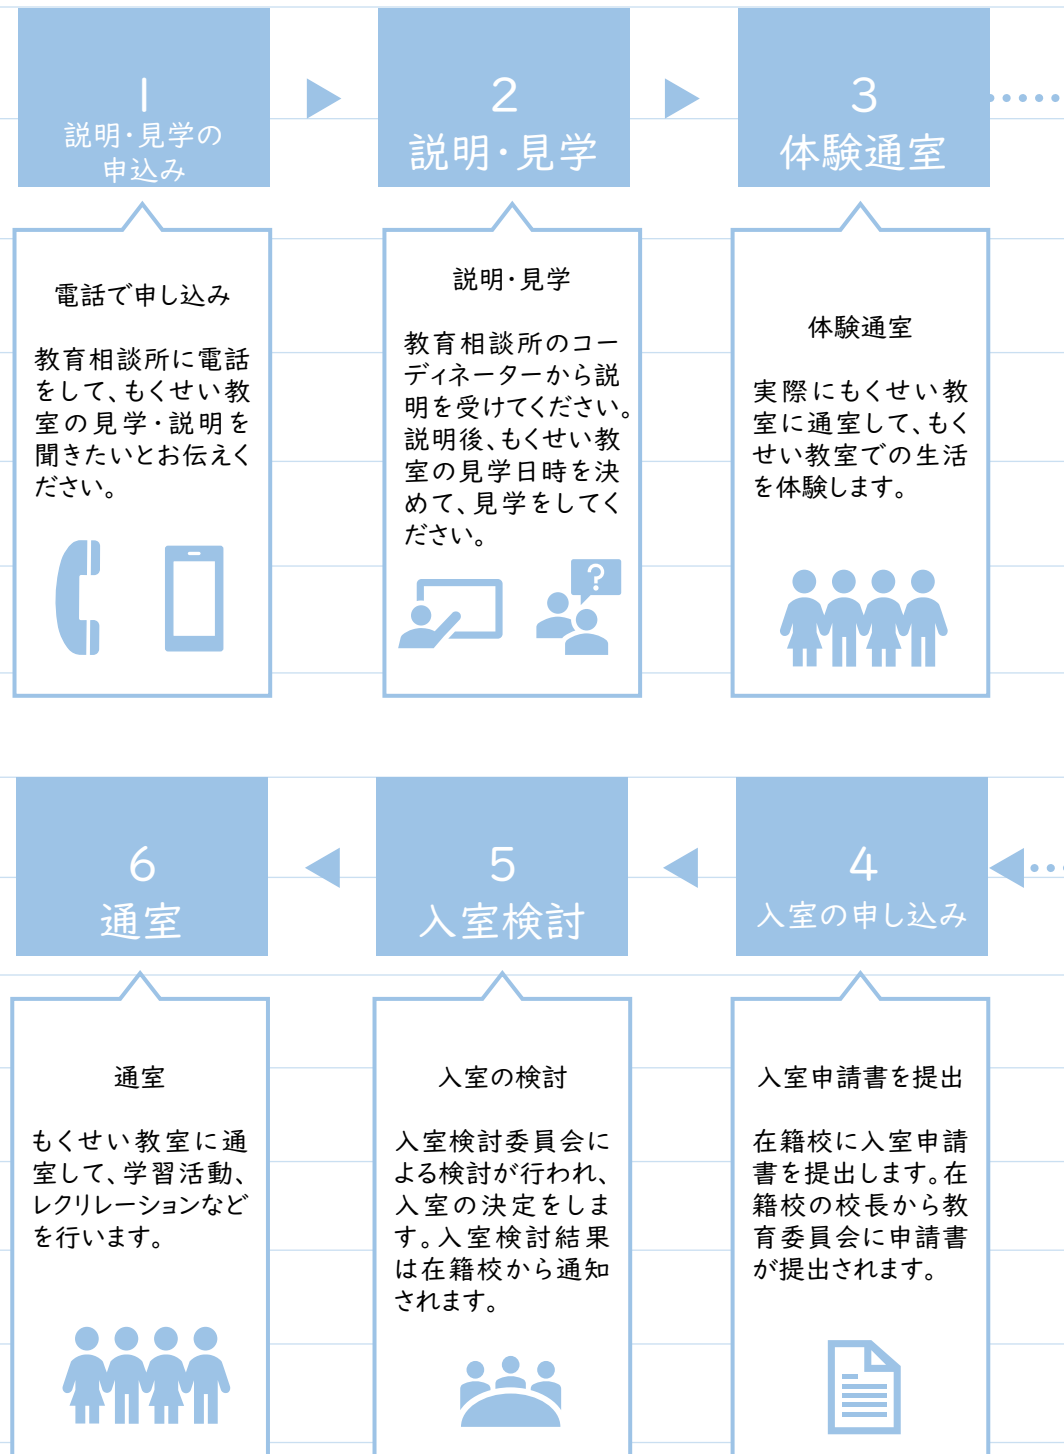 1
説明・見学の
申込み
2
説明・見学
3
体験通室
電話で申し込み
教育相談所に電話
をして、もくせい教
室の見学・説明を
聞きたいとお伝えく
ださい。
説明・見学
教育相談所のコー
ディネーターから説
明を受けてください。
説明後、もくせい教
室の見学日時を決
めて、見学をしてく
ださい。
?
体験通室
実際にもくせい教
室に通室して、もく
せい教室での生活
を体験します。
6
通室
5
入室検討
4
入室の申し込み
通室
もくせい教室に通
室して、学習活動、
レクリレーションなど
を行います。
入室の検討
入室検討委員会に
よる検討が行われ、
入室の決定をしま
す。入室検討結果
は在籍校から通知
されます。
入室申請書を提出
在籍校に入室申請
書を提出します。在
籍校の校長から教
育委員会に申請書
が提出されます。